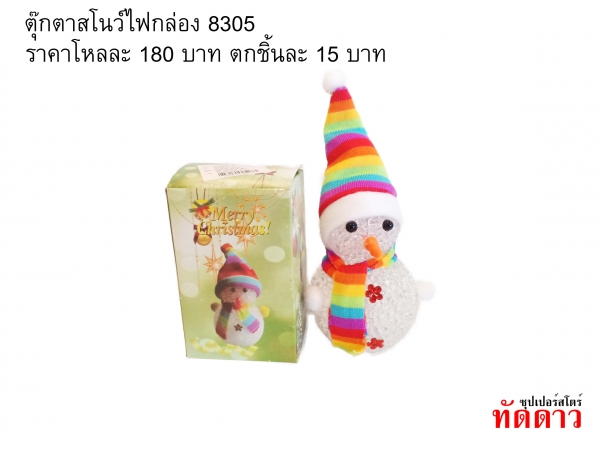 ตุ๊กตาสโนว์ไฟกล่อง 8305
ราคาโหลละ 180 บาท ตกชิ้นละ 15 บาท
Merry
Christmas!
ซุปเปอร์สโตร์
ทัดดาว